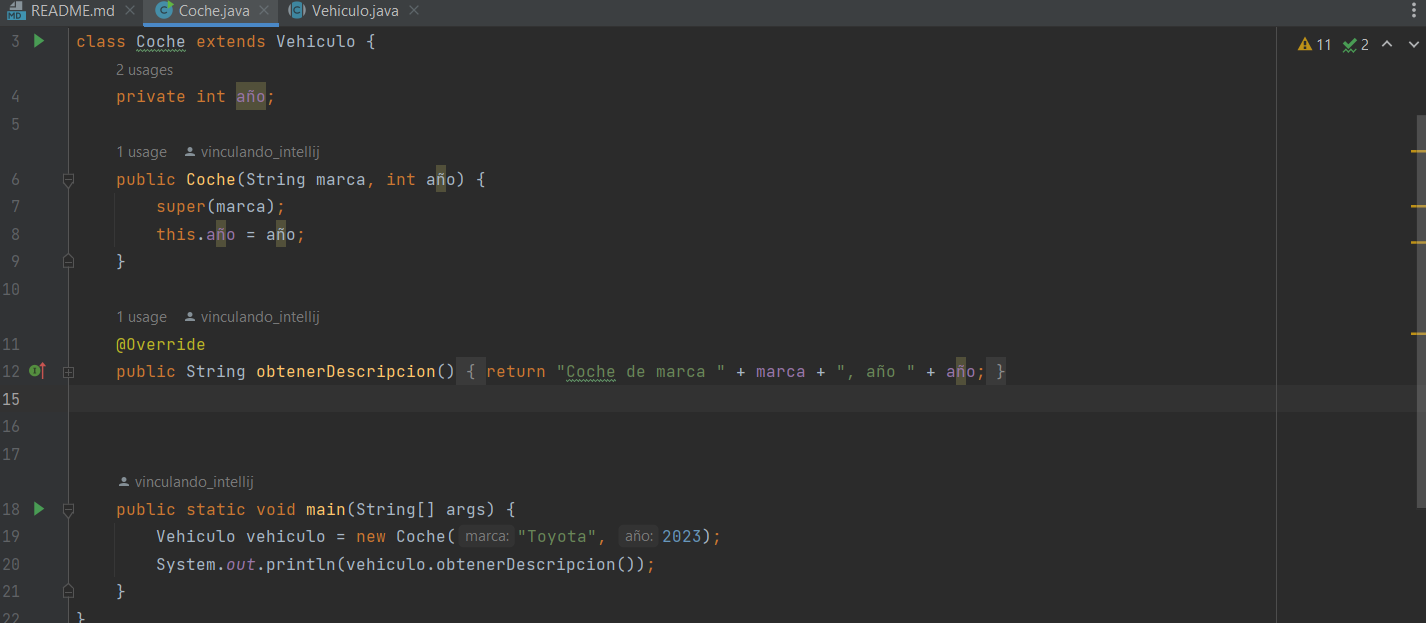 README.md Coche.java Vehiculo.java
3 class Coche extends Vehiculo {
2 usages
4 private int año;
5
1 usage vinculando_intellij
6 public Coche(String marca, int año) {
7 super(marca);
8 this.año = año;
9 }
10
1 usage vinculando_intellij
11 @Override
12 public String obtenerDescripcion() { return "Coche de marca " + marca + ", año " + año; }
15
16
17
vinculando_intellij
18 public static void main(String[] args) {
19 Vehiculo vehiculo = new Coche( marca: "Toyota", año: 2023);
20 System.out.println(vehiculo.obtenerDescripcion());
21 }
22 }
11 2